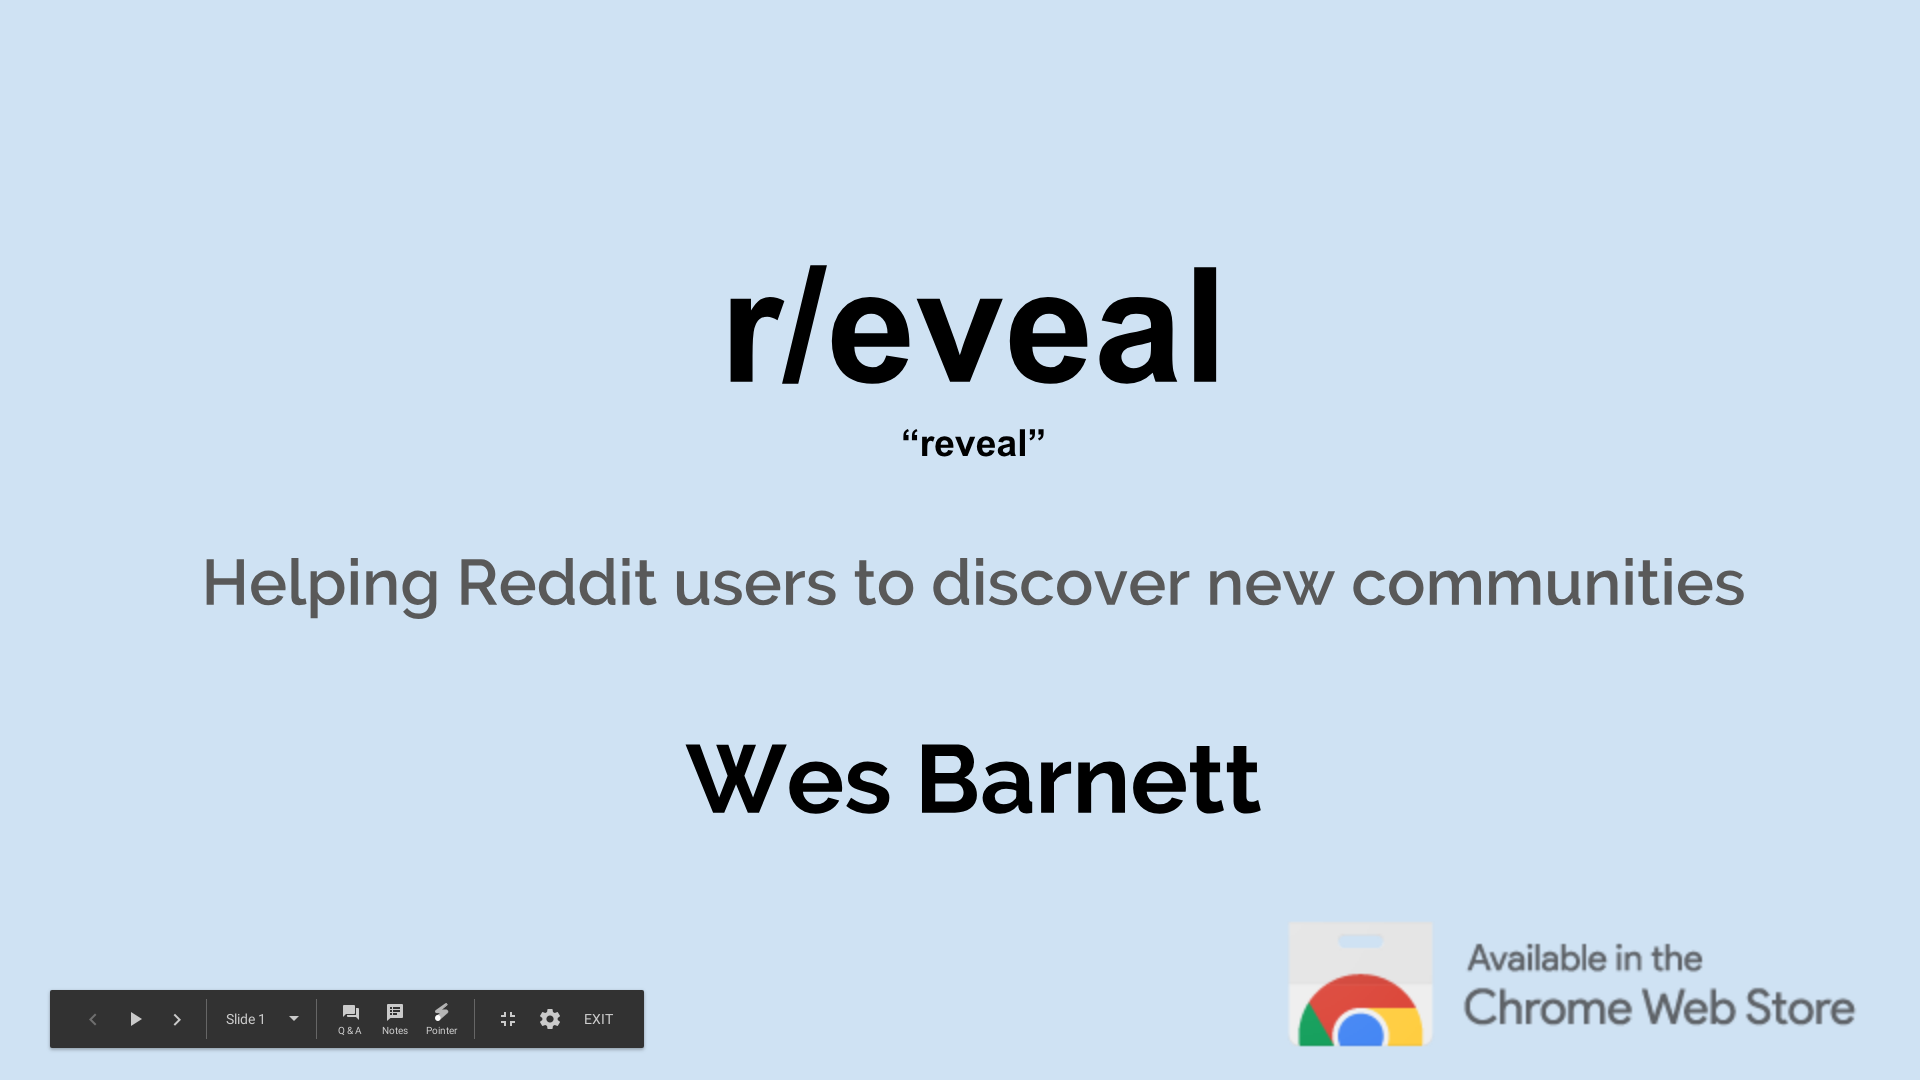 r/eveal
“reveal”
Helping Reddit users to discover new communities
Wes Barnett
Available in the
Chrome Web Store
Slide 1
Q & A
Notes
Pointer
EXIT